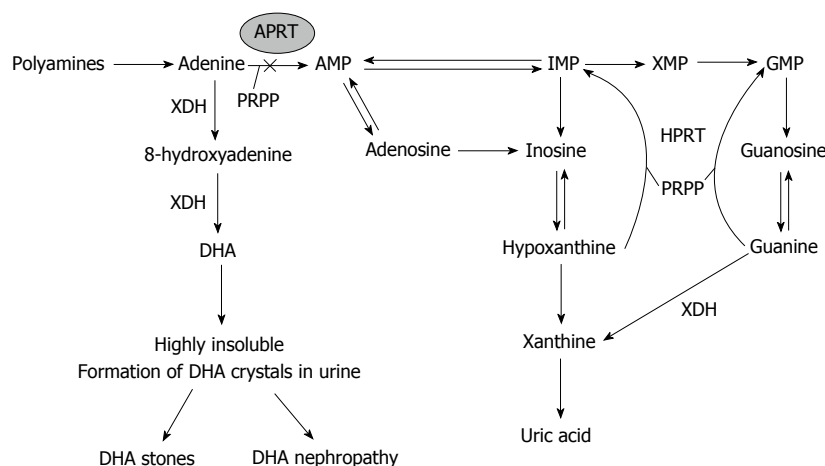 APRT
Polyamines Adenine AMP IMP XMP GMP
PRPP
XDH
HPRT
8-hydroxyadenine Adenosine Inosine Guanosine
XDH
PRPP
DHA Hypoxanthine Guanine
XDH
Highly insoluble Xanthine
Formation of DHA crystals in urine
Uric acid
DHA stones DHA nephropathy